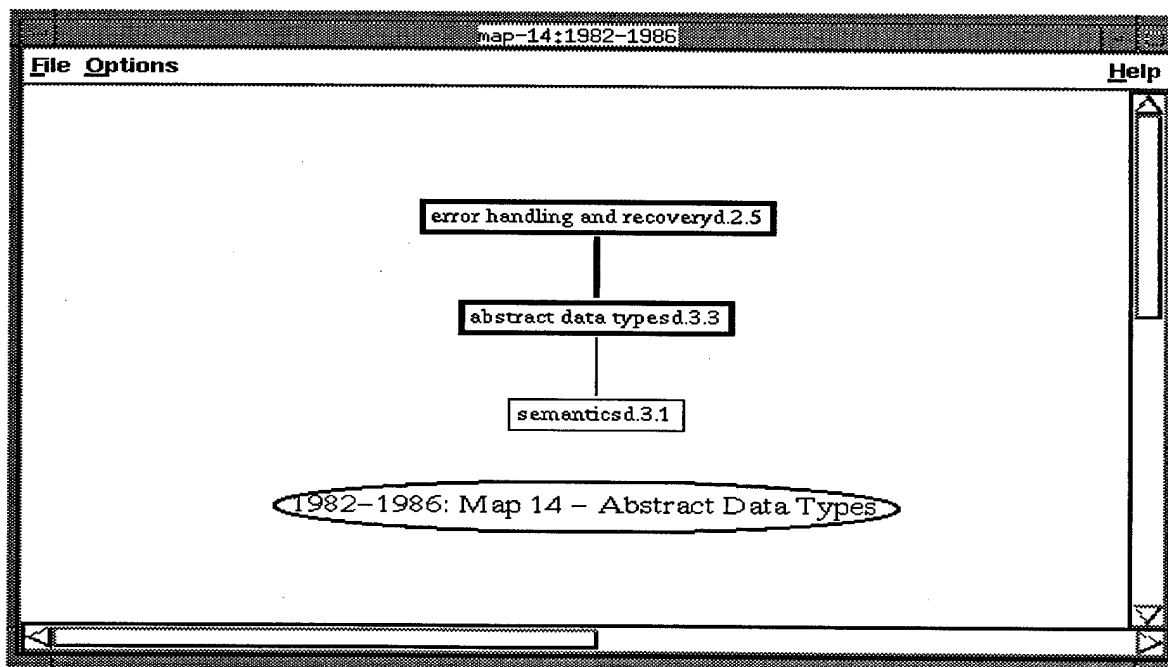 map-14:1982-1986
File Options Help
error handling and recoveryd.2.5
abstract data typesd.3.3
semanticsd.3.1
1982-1986: Map 14 - Abstract Data Types